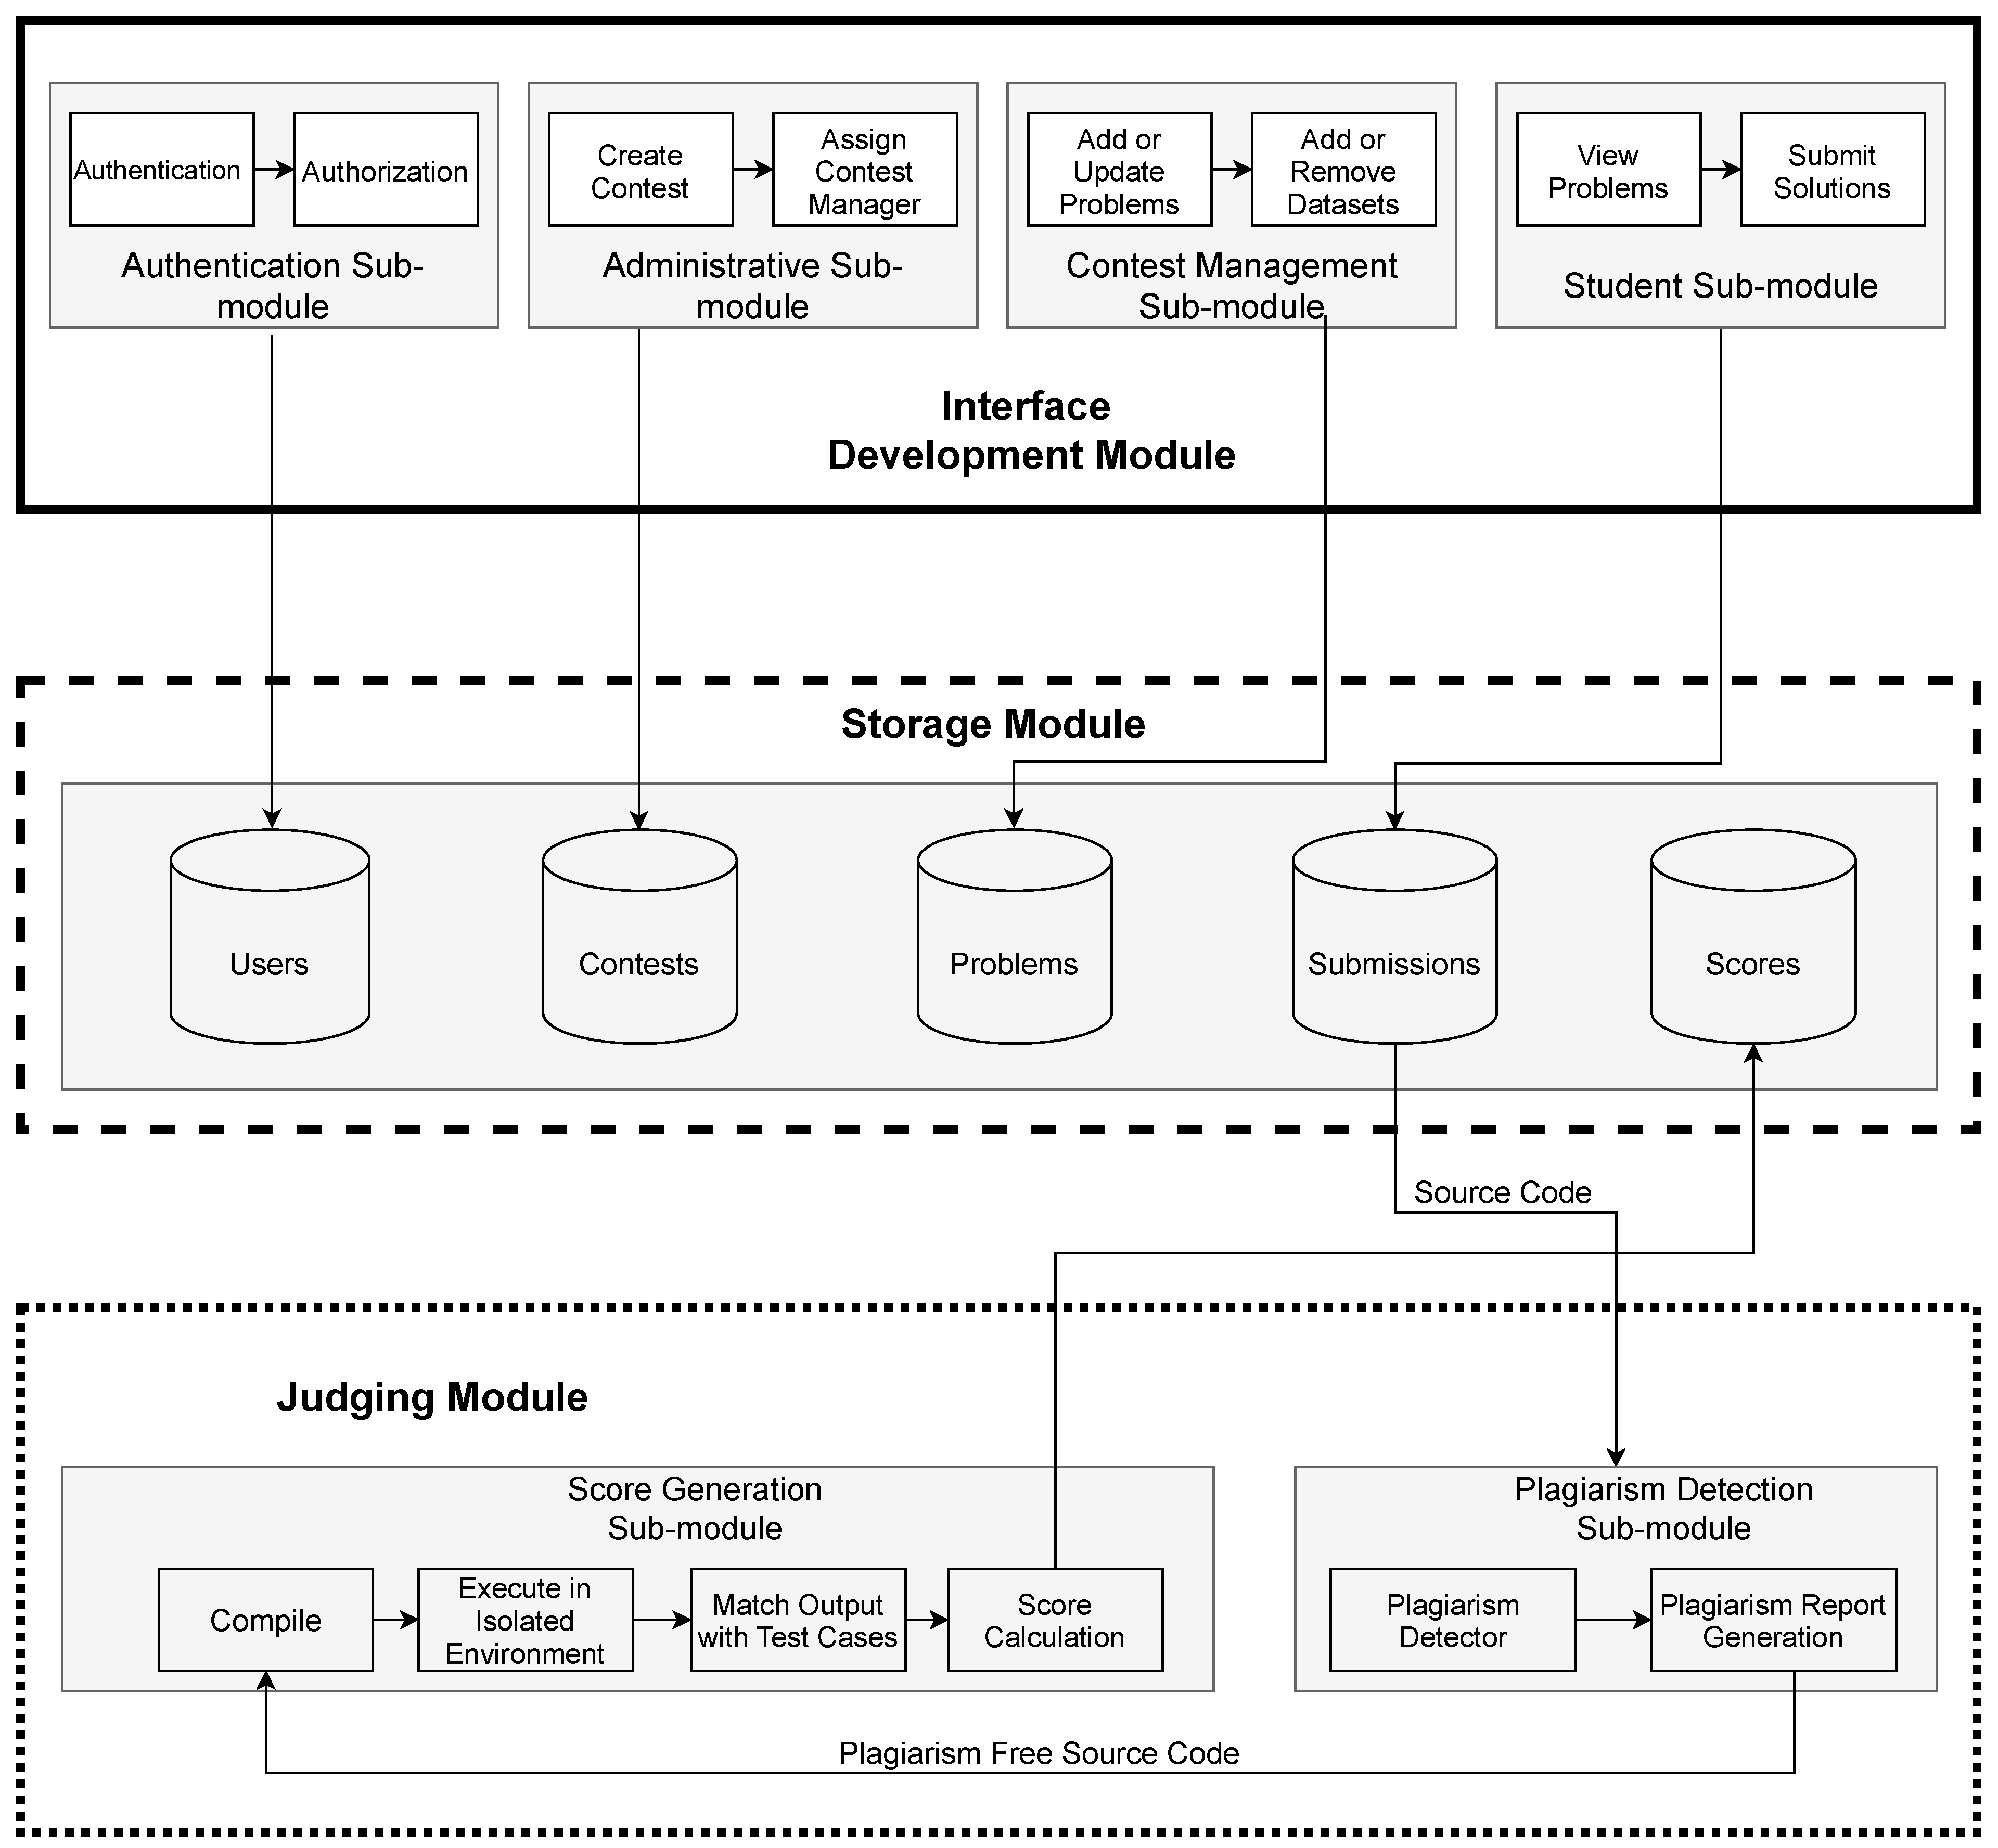 Authentication
Authorization
Authentication Sub-
module
Create
Contest
Assign
Contest
Manager
Administrative Sub-
module
Add or
Update
Problems
Add or
Remove
Datasets
Contest Management
Sub-module
View
Problems
Submit
Solutions
Student Sub-module
Interface
Development Module
Storage Module
Users
Contests
Problems
Submissions
Scores
Source Code
Judging Module
Score Generation
Sub-module
Compile
Execute in
Isolated
Environment
Match Output
with Test Cases
Score
Calculation
Plagiarism Detection
Sub-module
Plagiarism
Detector
Plagiarism Report
Generation
Plagiarism Free Source Code